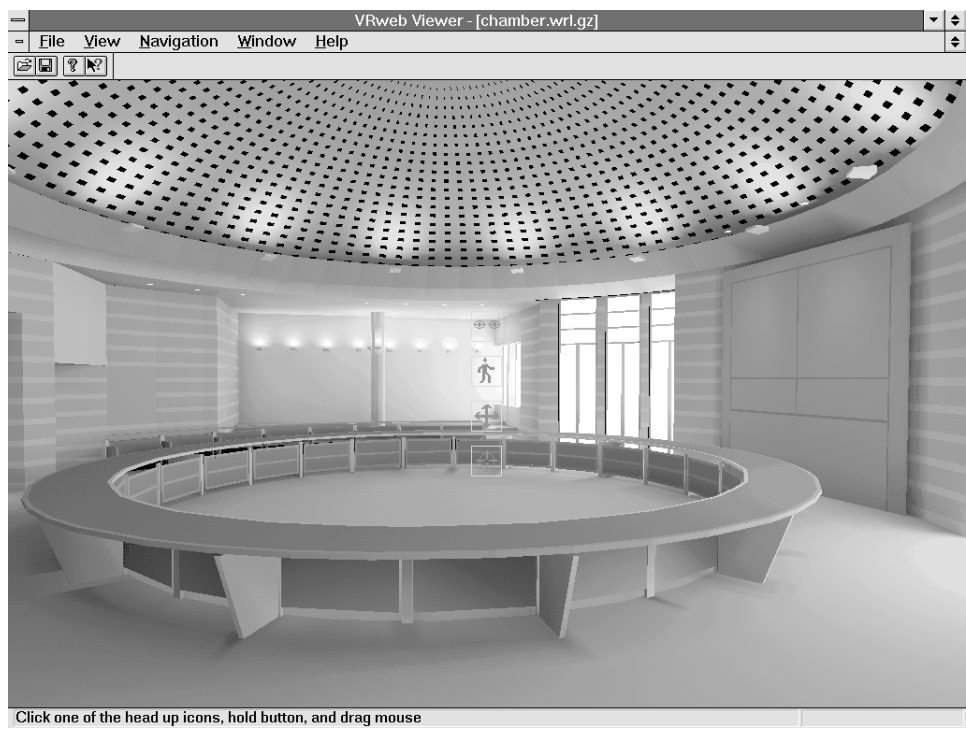 VRweb Viewer - [chamber.wrl.gz]
File View Navigation Window Help
Click one of the head up icons, hold button, and drag mouse